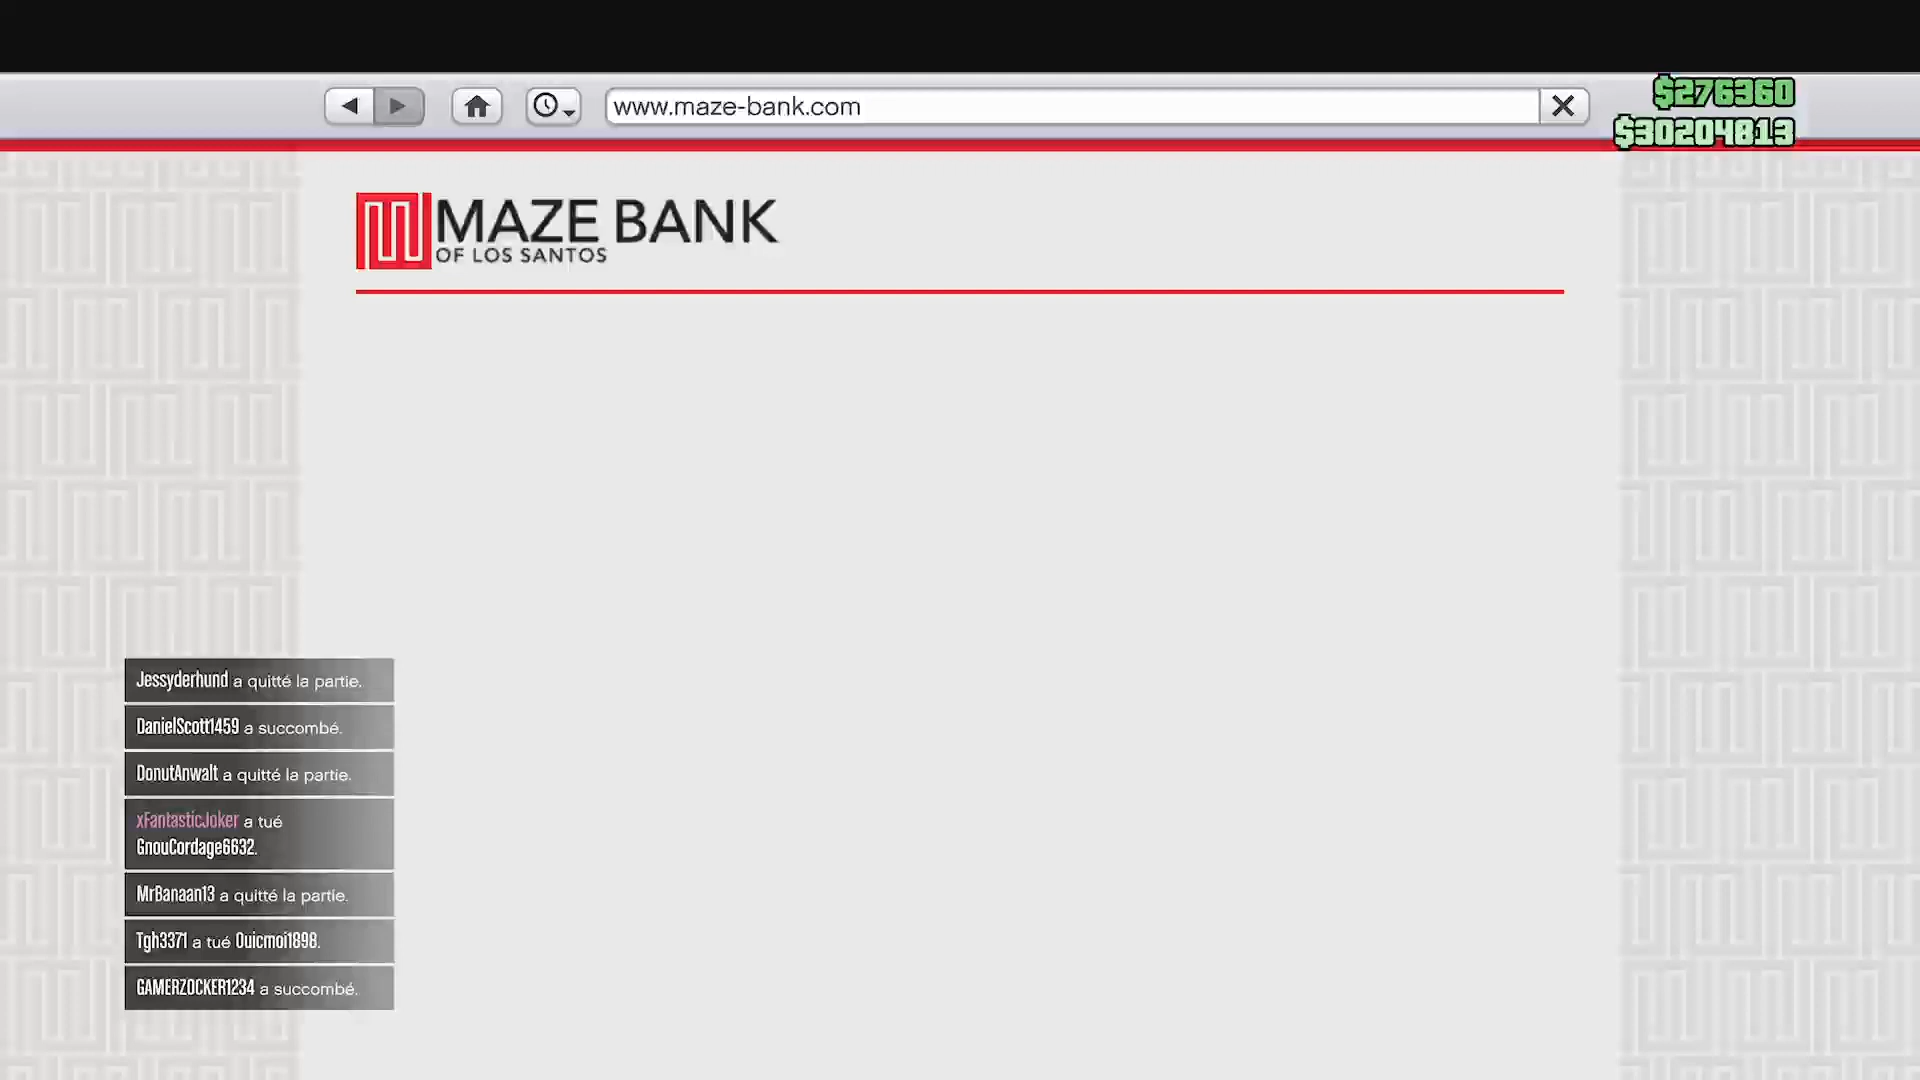 www.maze-bank.com
$276360
$30204813
MAZE BANK
OF LOS SANTOS
Jessyderhund a quitté la partie.
DanielScott1459 a succombé.
DonutAnwalt a quitté la partie.
xFantasticJoker a tué
GnouCordage6632.
MrBanaan13 a quitté la partie.
Tgh3371 a tué Ouicmoi1898.
GAMERZOCKER1234 a succombé.